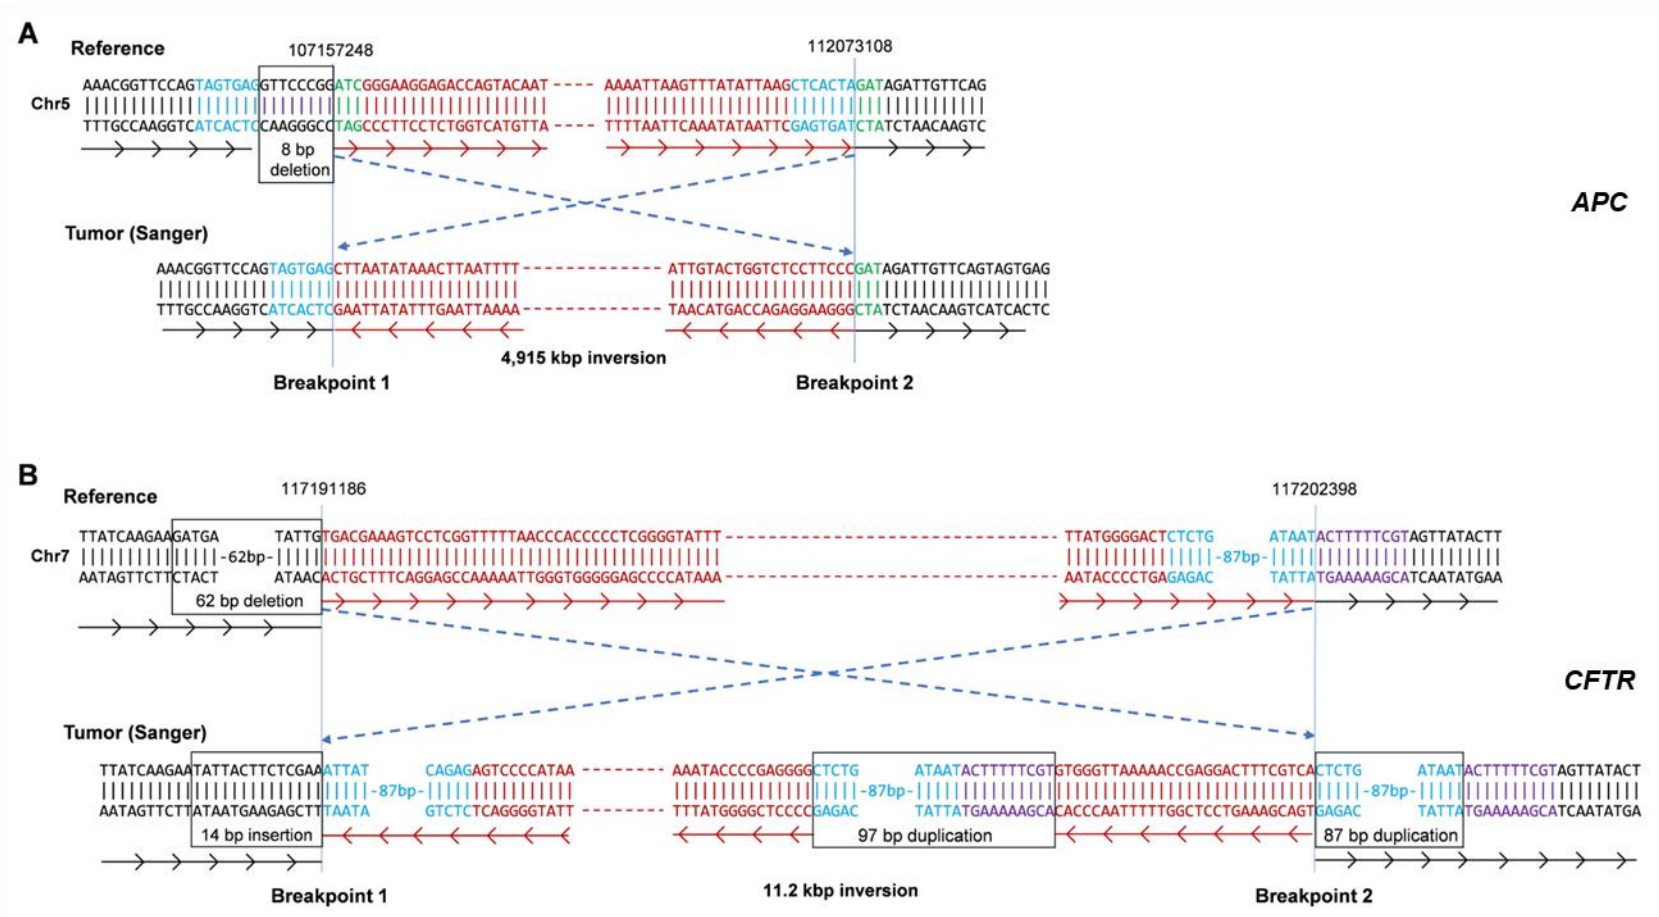 A
Reference
107157248
112073108
AAACGGTTCCAGTAGTGAGGTTCCCGGATCGGGAAGGAGACCAGTACAAT
AAAATTAAGTTTATATTAAGCTCACTAGATAGATTGTTCAG
Chr5
TTTGCCAAGGTCATCACTCCAAGGGCCTAGCCCTTCCTCTGGTCATGTTA
TTTTAATTCAAATATAATTCGAGTGATCTATCTAACAAGTC
8 bp
deletion
APC
Tumor (Sanger)
AAACGGTTCCAGTAGTGAGCTTAATATAAACTTAATTTT
ATTGTACTGGTCTCCTTCCCGATAGATTGTTCAGTAGTGAG
TTTGCCAAGGTCATCACTCGAATTATATTTGAATTAAAA
TAACATGACCAGAGGAAGGGCTATCTAACAAGTCATCACTC
4,915 kbp inversion
Breakpoint 1
Breakpoint 2
B
Reference
117191186
117202398
TTATCAAGAAGATGA TATTGTGACGAAAGTCCTCGGTTTTTAACCCACCCCCTCGGGGTATTT
TTATGGGGACTCTCTG ATAATACTTTTTCGTAGTTATACTT
Chr7
-62bp-
-87bp-
AATAGTTCTTCTACT ATAACACTGCTTTCAGGAGCCAAAAATTGGGTGGGGGAGCCCCATAAA
AATACCCCTGAGAGAC TATTATGAAAAAGCATCAATATGAA
62 bp deletion
CFTR
Tumor (Sanger)
TTATCAAGAATATTACTTCTCGAAATTAT CAGAGAGTCCCCATAA
AAATACCCCGAGGGGCTCTG ATAATACTTTTTCGTGTGGGTTAAAAACCGAGGACTTTCGTCACTCTG ATAATACTTTTTCGTAGTTATACT
-87bp-
-87bp-
-87bp-
AATAGTTCTTATAATGAAGAGCTTTAATA GTCTCTCAGGGGTATT
TTTATGGGGCTCCCCGAGAC TATTATGAAAAAGCACACCCAATTTTTGGCTCCTGAAAGCAGTGAGAC TATTATGAAAAAGCATCAATATGA
14 bp insertion
97 bp duplication
87 bp duplication
Breakpoint 1
11.2 kbp inversion
Breakpoint 2